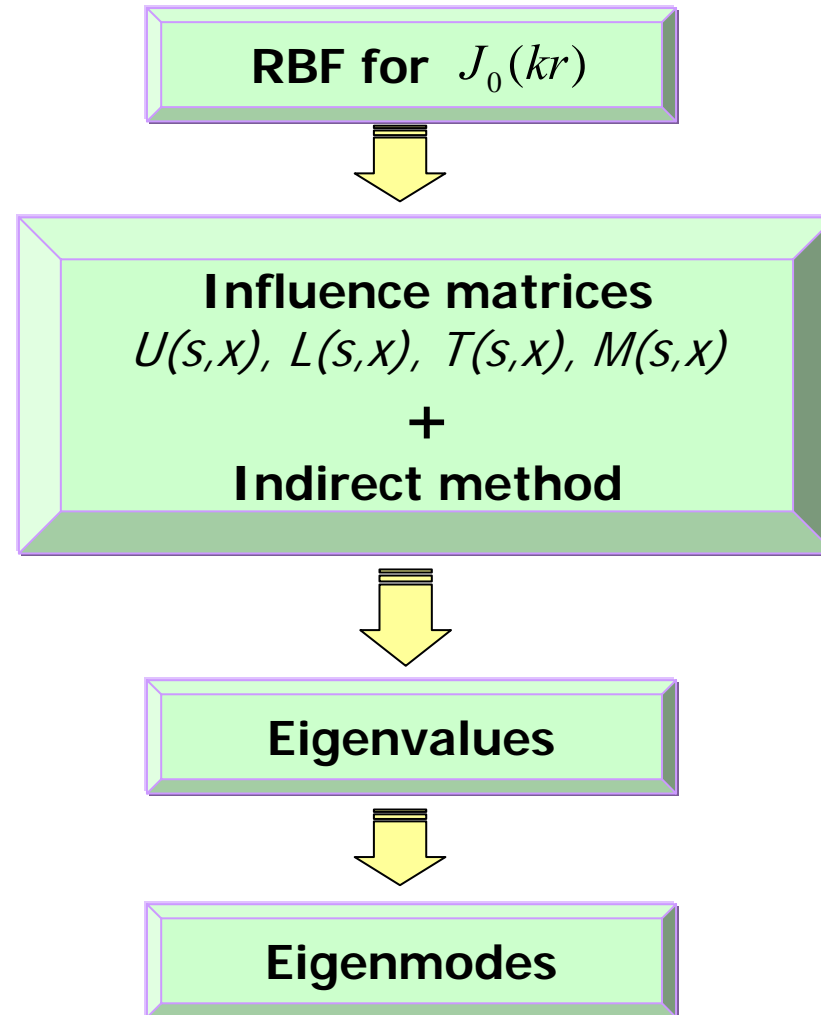 RBF for J₀(kr)
Influence matrices
U(s,x), L(s,x), T(s,x), M(s,x)
+
Indirect method
Eigenvalues
Eigenmodes